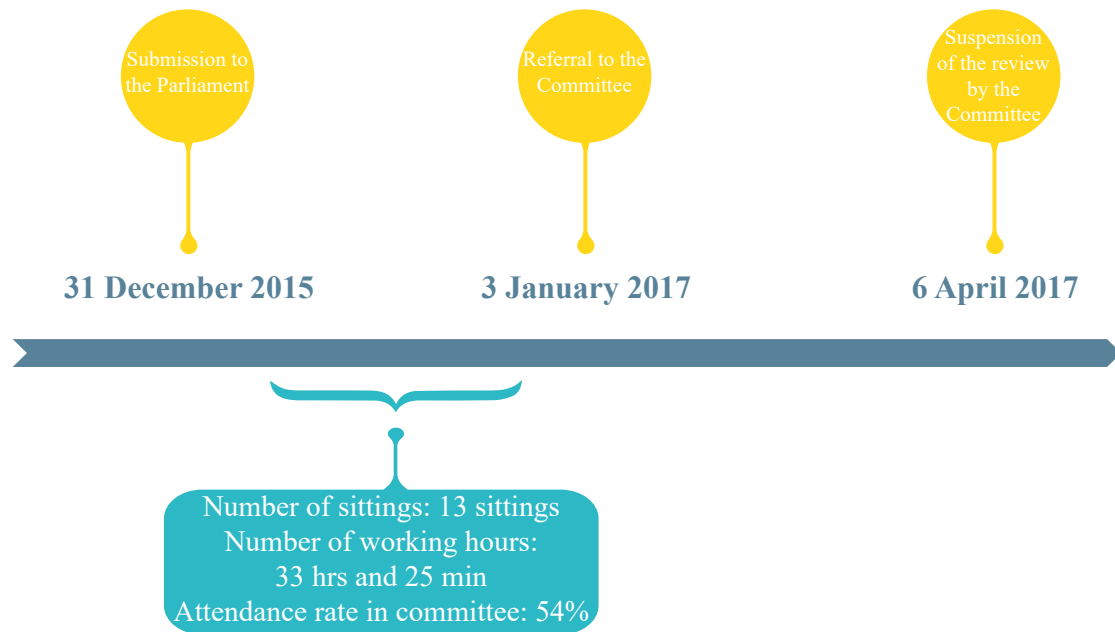 Submission to
the Parliament
Referral to the
Committee
Suspension
of the review
by the
Committee
31 December 2015
3 January 2017
6 April 2017
Number of sittings: 13 sittings
Number of working hours:
33 hrs and 25 min
Attendance rate in committee: 54%